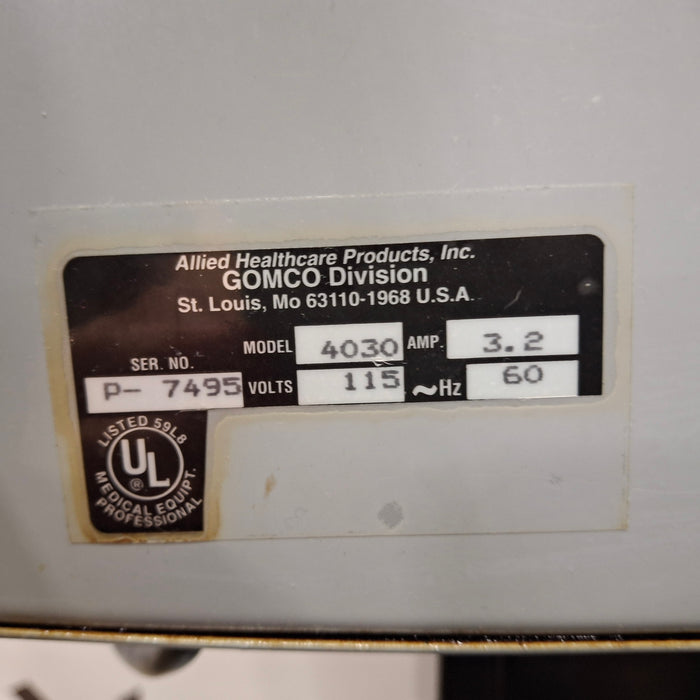 Allied Healthcare Products, Inc.
GOMCO Division
St. Louis, Mo 63110-1968 U.S.A.
MODEL 4030 AMP. 3.2
SER. NO.
P- 7495 VOLTS 115 ~Hz 60
LISTED 59L8
UL
®
MEDICAL EQUIPT.
PROFESSIONAL